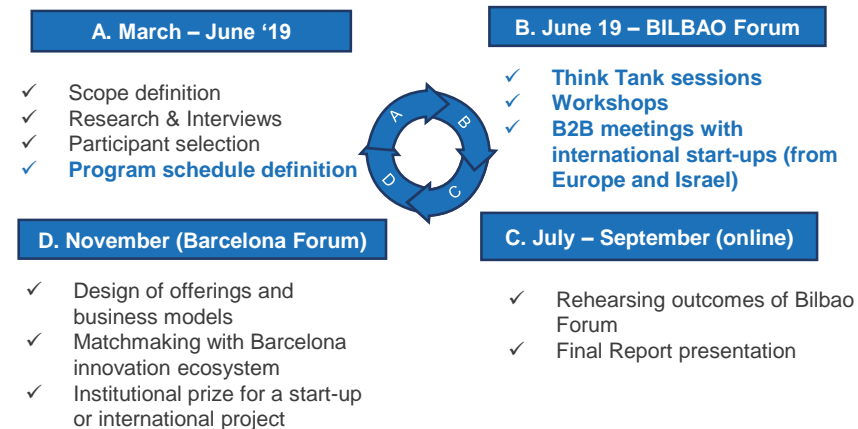 A. March – June ‘19
✓ Scope definition
✓ Research & Interviews
✓ Participant selection
✓ Program schedule definition
B. June 19 – BILBAO Forum
✓ Think Tank sessions
✓ Workshops
✓ B2B meetings with
international start-ups (from
Europe and Israel)
A
B
C
D
D. November (Barcelona Forum)
✓ Design of offerings and
business models
✓ Matchmaking with Barcelona
innovation ecosystem
✓ Institutional prize for a start-up
or international project
C. July – September (online)
✓ Rehearsing outcomes of Bilbao
Forum
✓ Final Report presentation